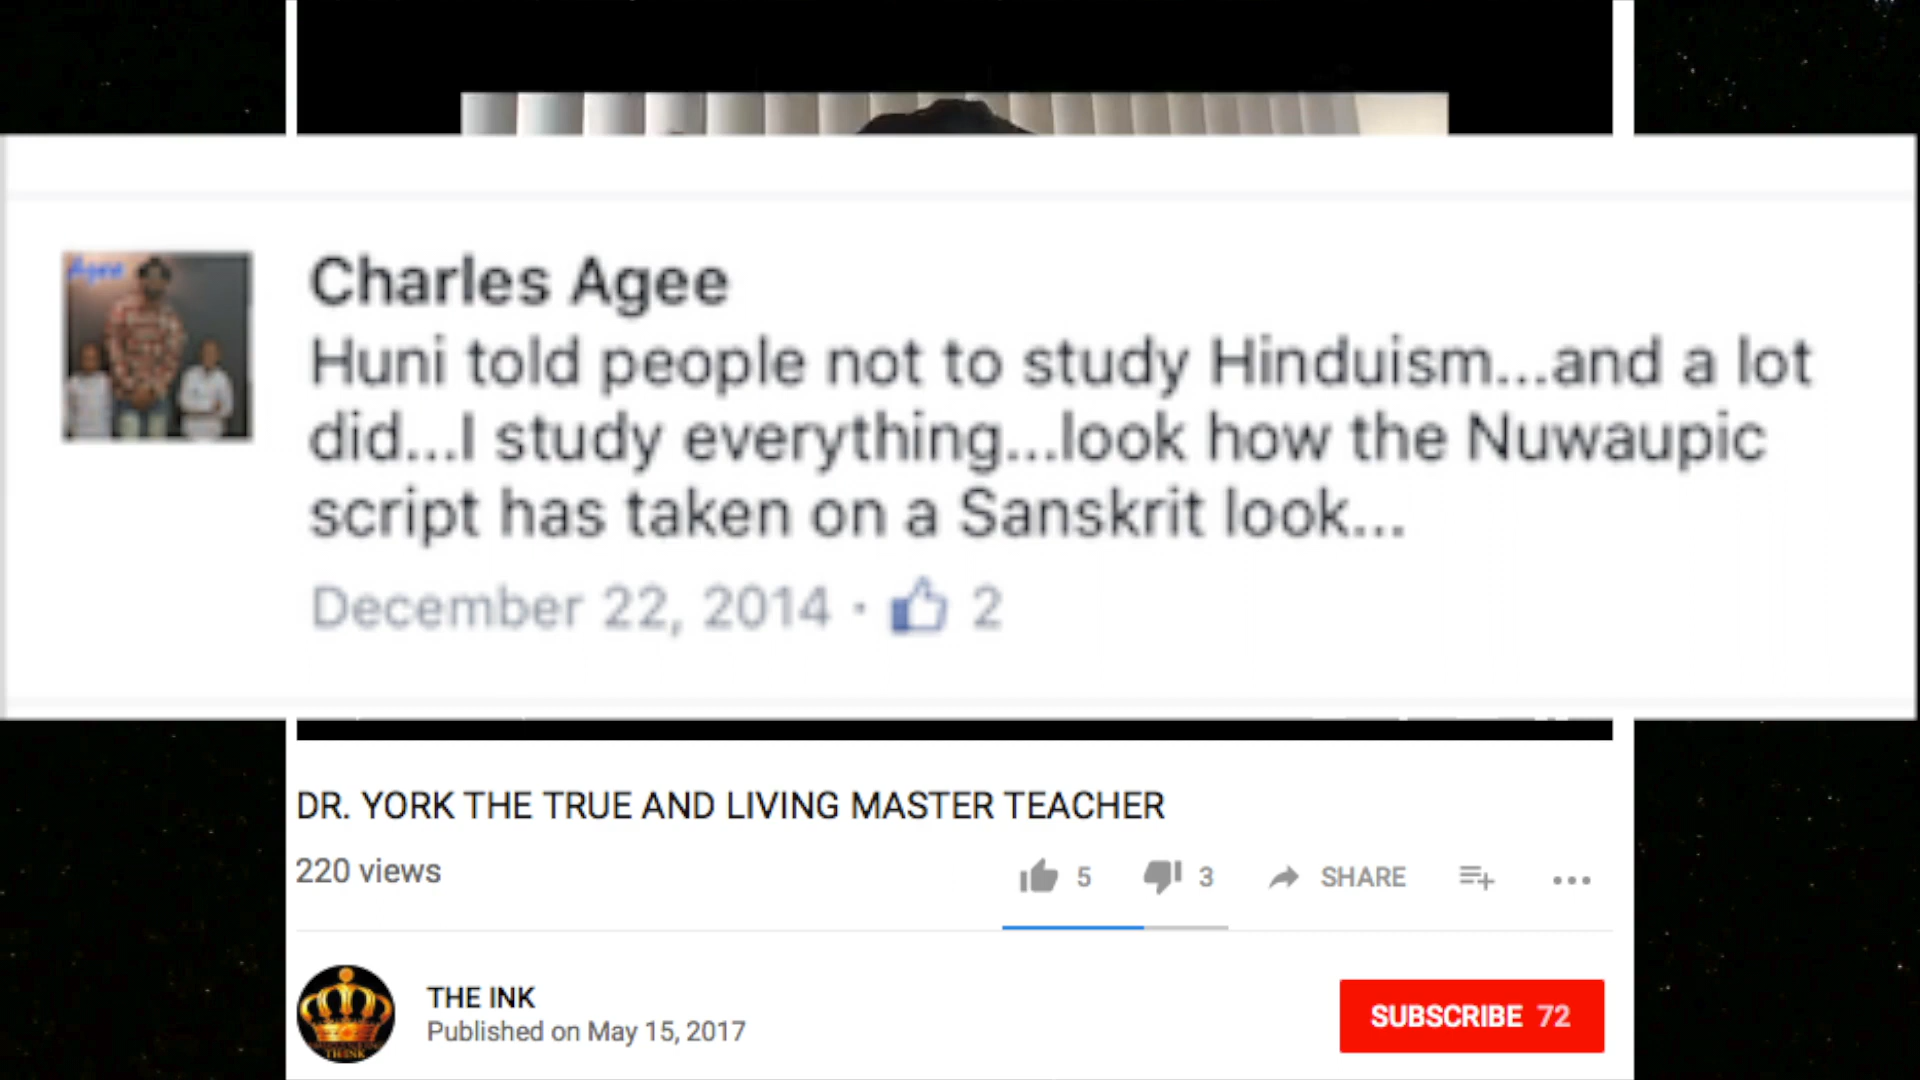 Agee
Charles Agee
Huni told people not to study Hinduism...and a lot
did...I study everything...look how the Nuwaupic
script has taken on a Sanskrit look...
December 22, 2014 · 2
DR. YORK THE TRUE AND LIVING MASTER TEACHER
220 views
5 3 SHARE
THE INK
Published on May 15, 2017
SUBSCRIBE 72